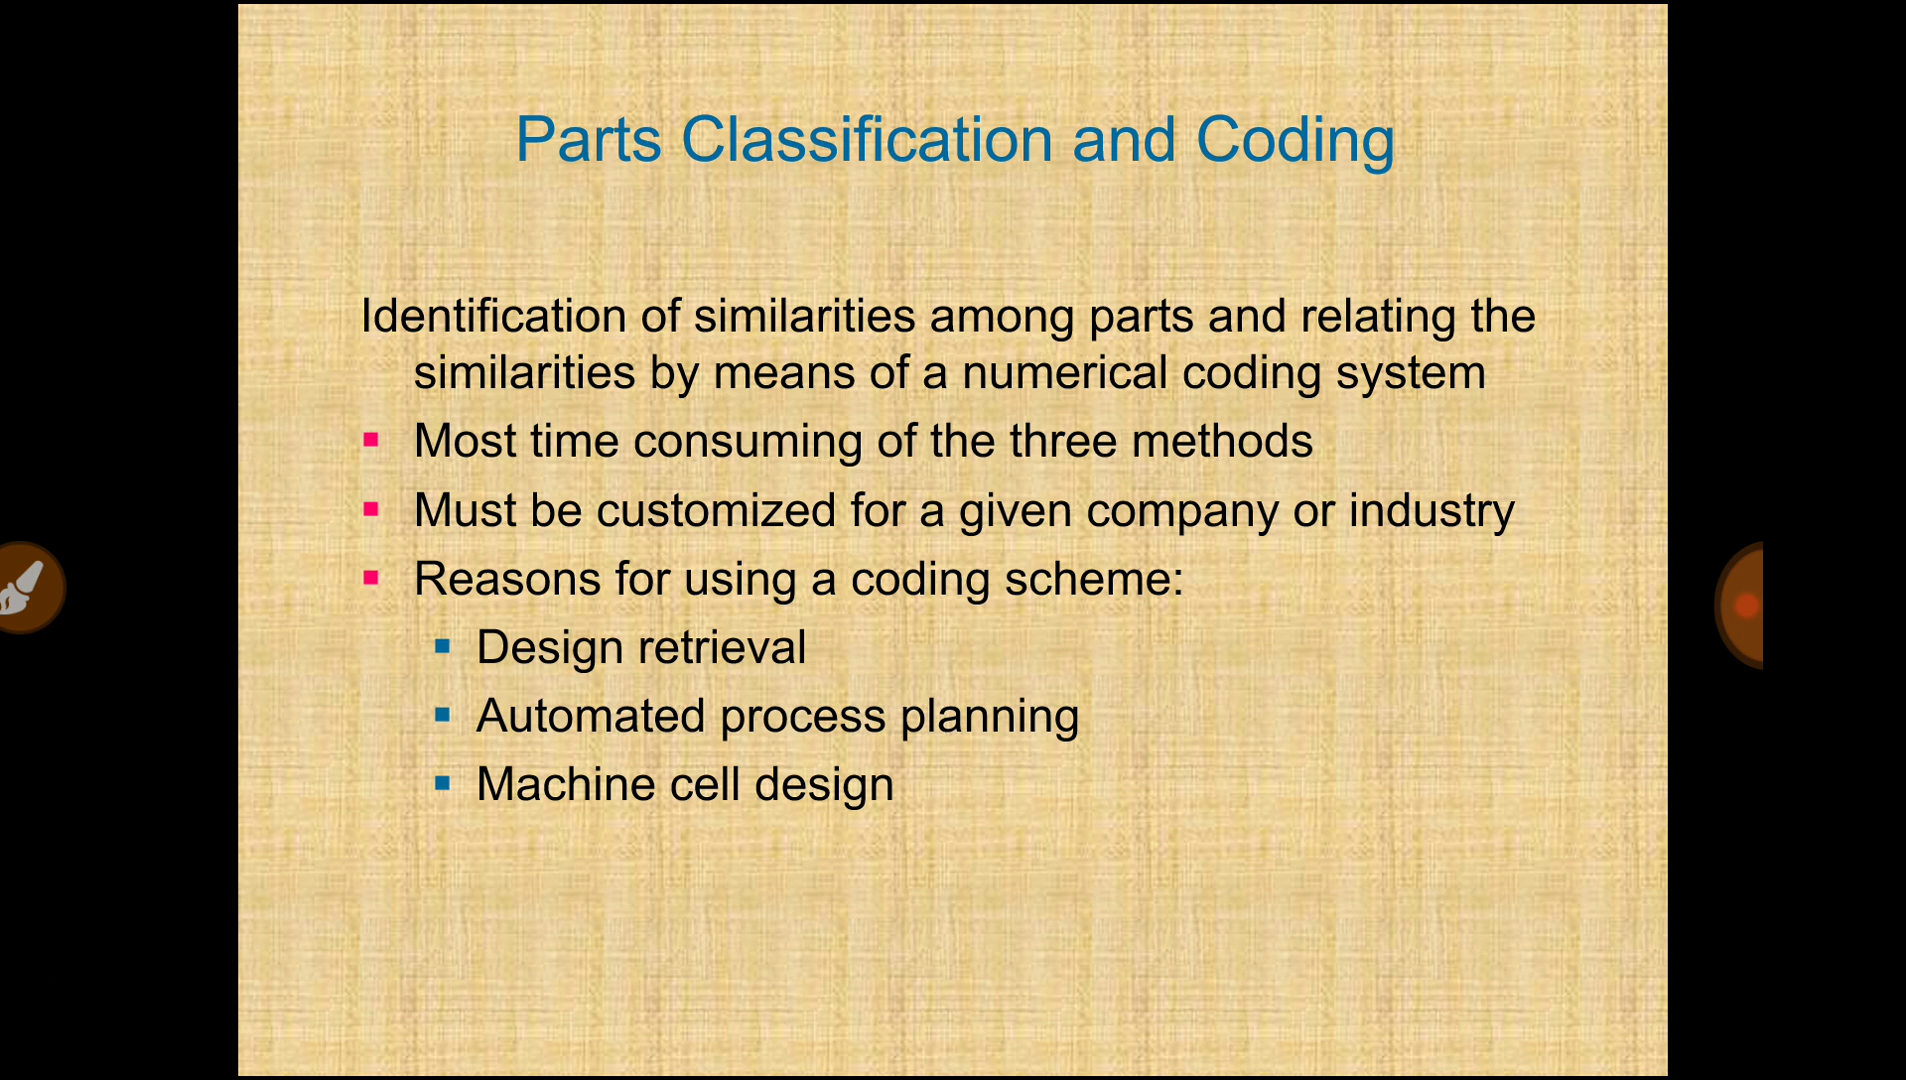 Parts Classification and Coding
Identification of similarities among parts and relating the
similarities by means of a numerical coding system
Most time consuming of the three methods
Must be customized for a given company or industry
Reasons for using a coding scheme:
Design retrieval
Automated process planning
Machine cell design